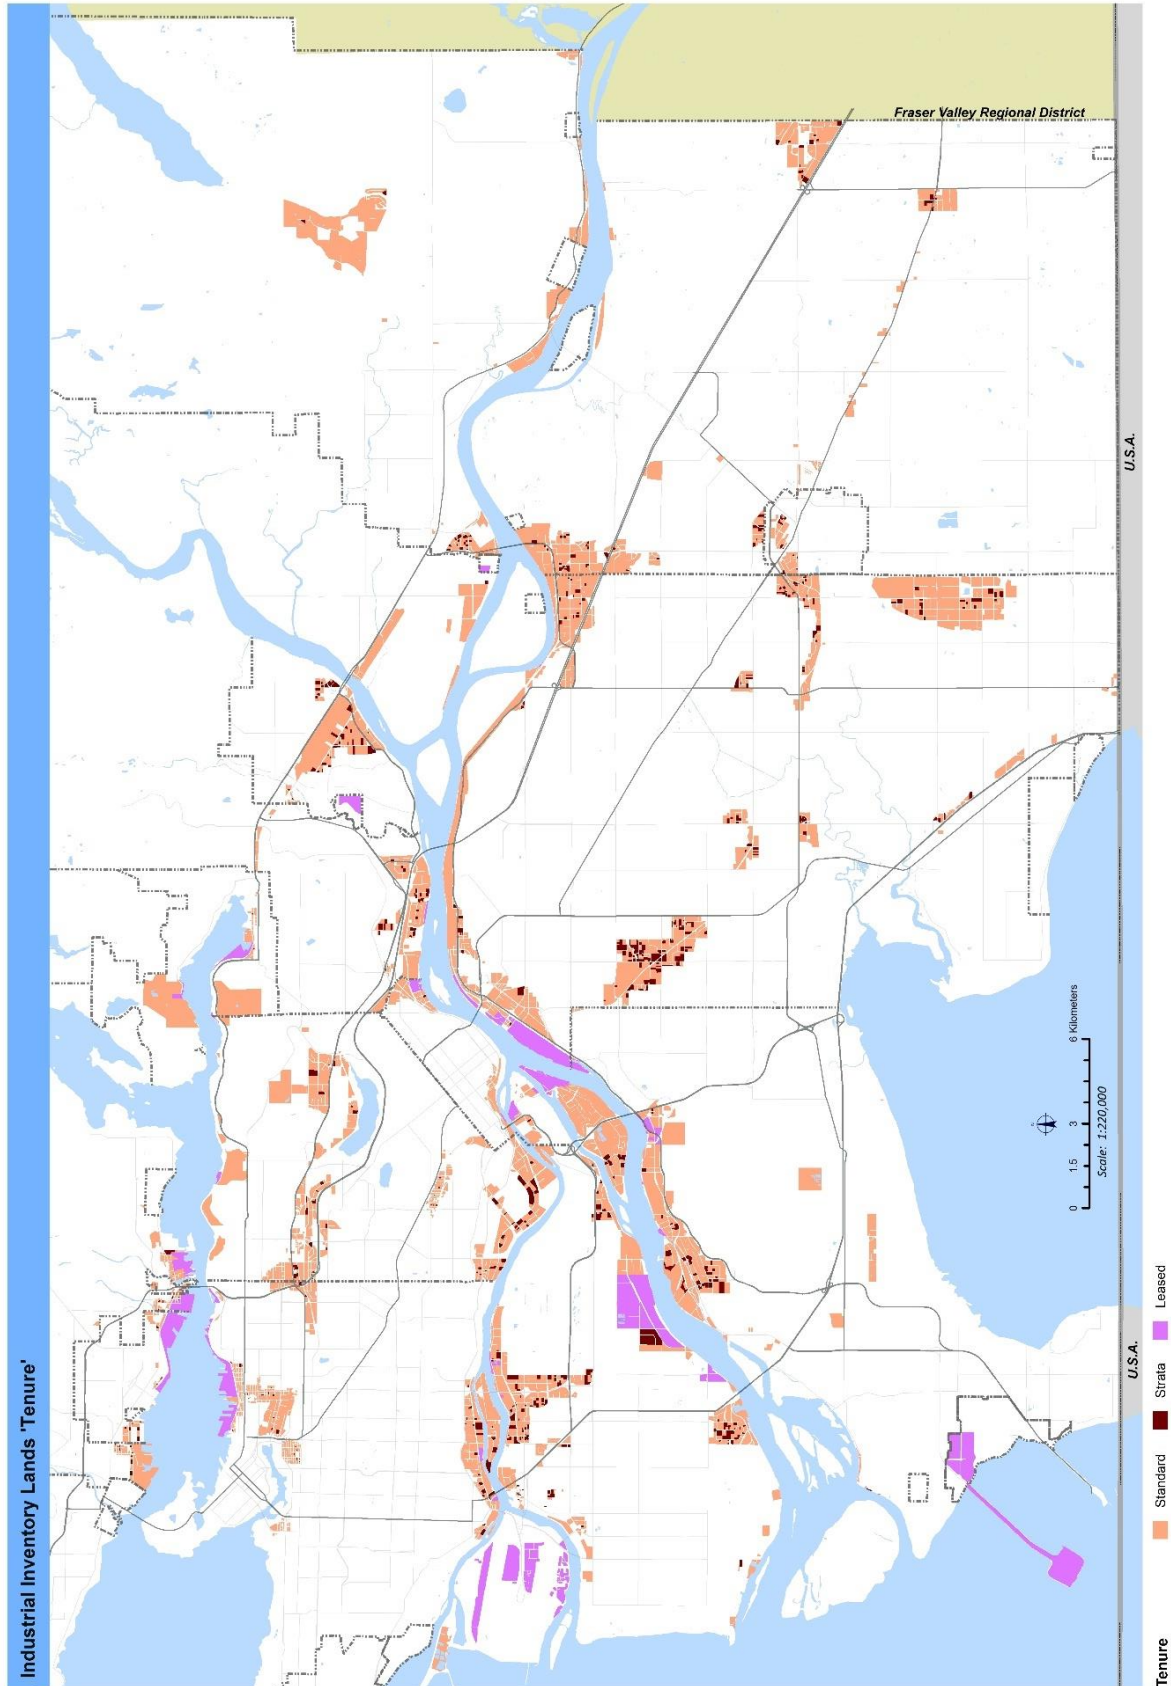 Industrial Inventory Lands 'Tenure'
Fraser Valley Regional District
U.S.A.
0 1.5 3 6 Kilometers
Scale: 1:220,000
U.S.A.
Tenure
Standard
Strata
Leased